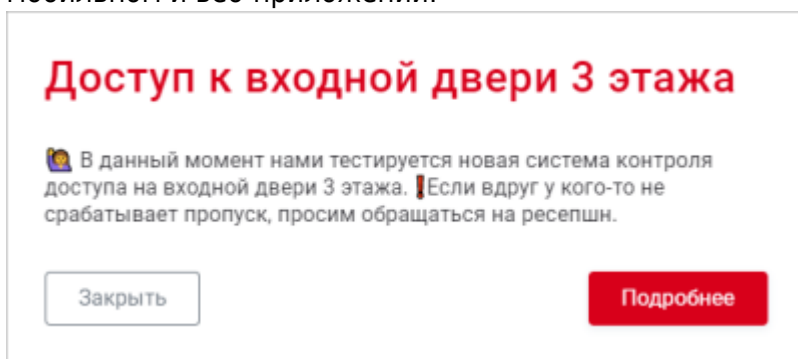 Доступ к входной двери 3 этажа
🙋 В данный момент нами тестируется новая система контроля
доступа на входной двери 3 этажа. ❗Если вдруг у кого-то не
срабатывает пропуск, просим обращаться на ресепшн.
Закрыть
Подробнее